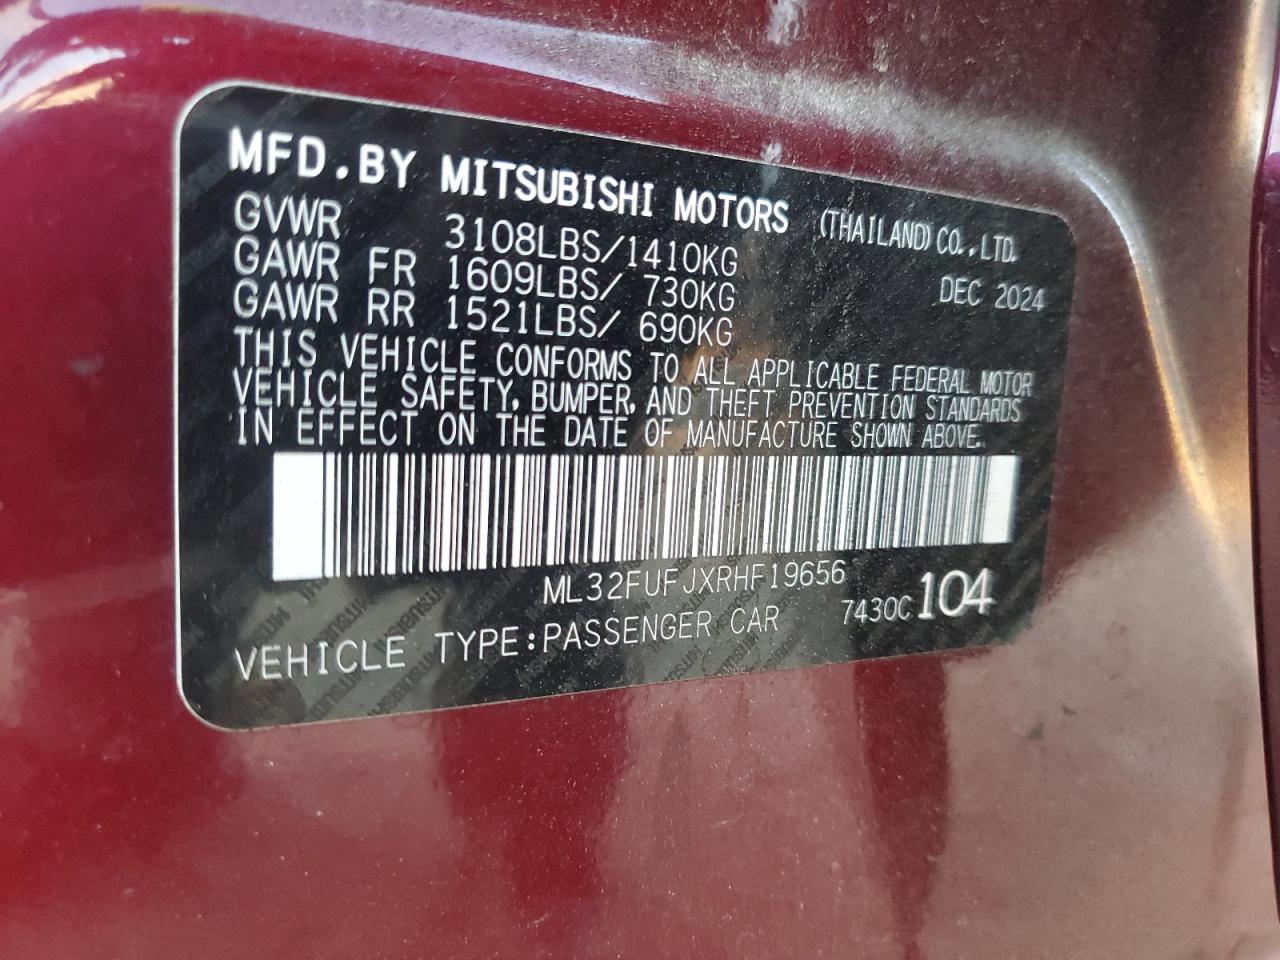 MFD.BY MITSUBISHI MOTORS (THAILAND) CO.,LTD.
GVWR 3108LBS/1410KG
GAWR FR 1609LBS/ 730KG DEC 2024
GAWR RR 1521LBS/ 690KG
THIS VEHICLE CONFORMS TO ALL APPLICABLE FEDERAL MOTOR
VEHICLE SAFETY, BUMPER, AND THEFT PREVENTION STANDARDS
IN EFFECT ON THE DATE OF MANUFACTURE SHOWN ABOVE.
ML32FUFJXRHF19656
VEHICLE TYPE:PASSENGER CAR 7430C 104